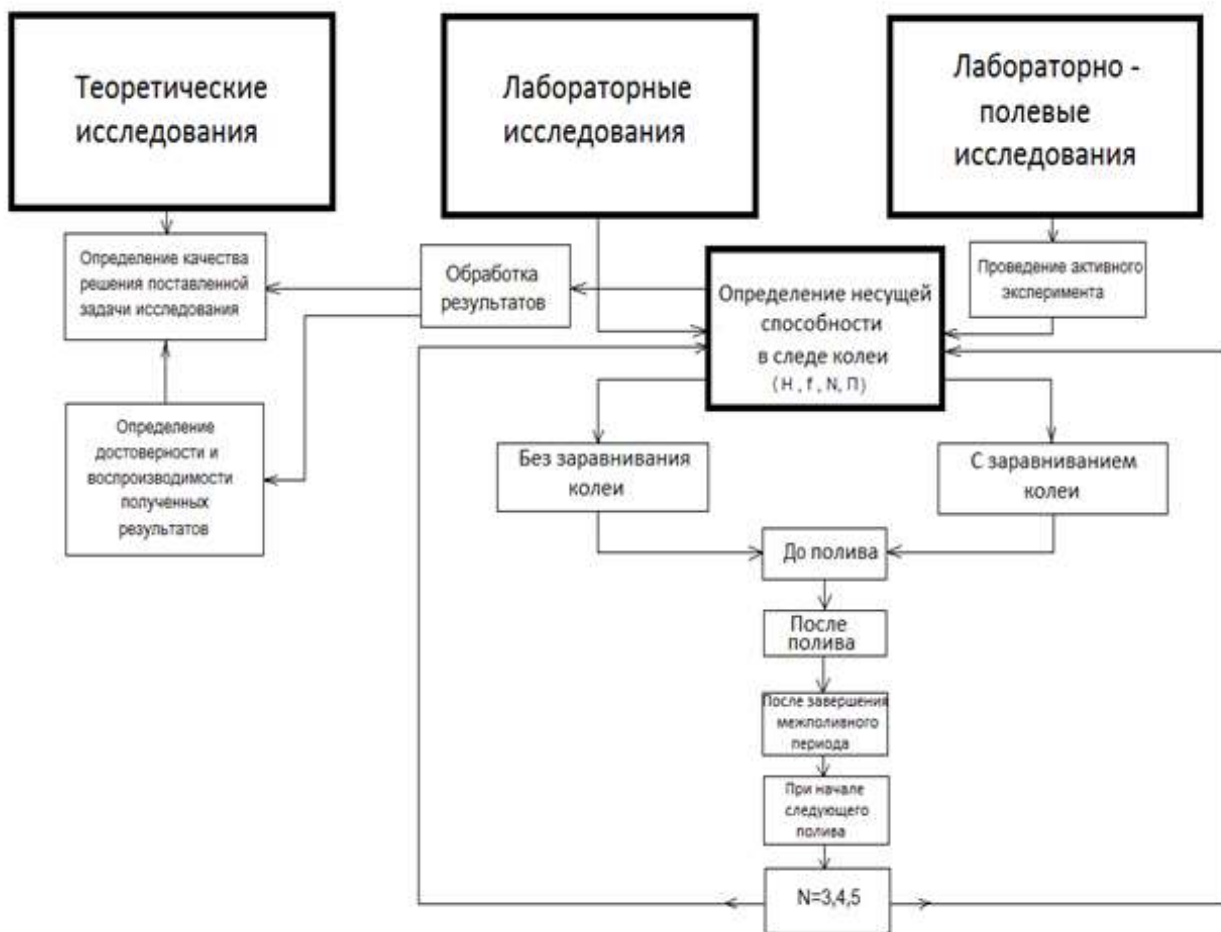 Теоретические
исследования
Лабораторные
исследования
Лабораторно -
полевые
исследования
Определение качества
решения поставленной
задачи исследования
Обработка
результатов
Определение несущей
способности
в следе колеи
( H , f , N, П)
Проведение активного
эксперимента
Определение
достоверности и
воспроизводимости
полученных
результатов
Без заравнивания
колеи
С заравниванием
колеи
До полива
После
полива
После завершения
межполивного
периода
При начале
следующего
полива
N=3,4,5